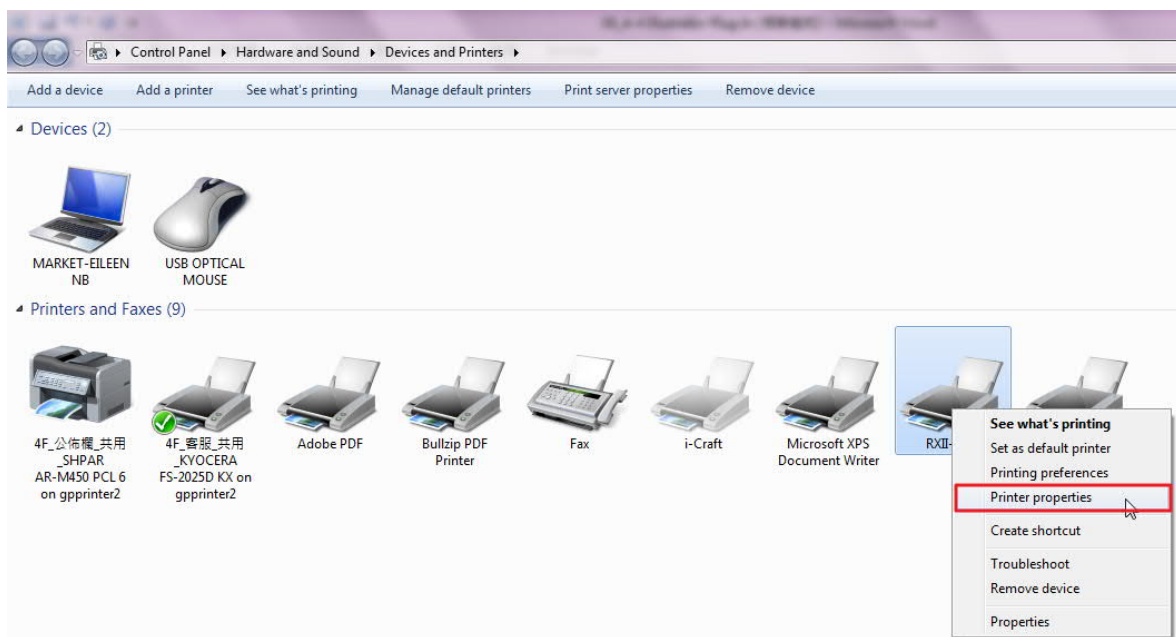 Control Panel ▸ Hardware and Sound ▸ Devices and Printers ▸
Add a device Add a printer See what's printing Manage default printers Print server properties Remove device
Devices (2)
MARKET-EILEEN
NB
USB OPTICAL
MOUSE
Printers and Faxes (9)
4F_公佈欄_共用
_SHPAR
AR-M450 PCL 6
on gpprinter2
4F_客服_共用
_KYOCERA
FS-2025D KX on
gpprinter2
Adobe PDF
Bullzip PDF
Printer
Fax
i-Craft
Microsoft XPS
Document Writer
RXII-
See what's printing
Set as default printer
Printing preferences
Printer properties
Create shortcut
Troubleshoot
Remove device
Properties